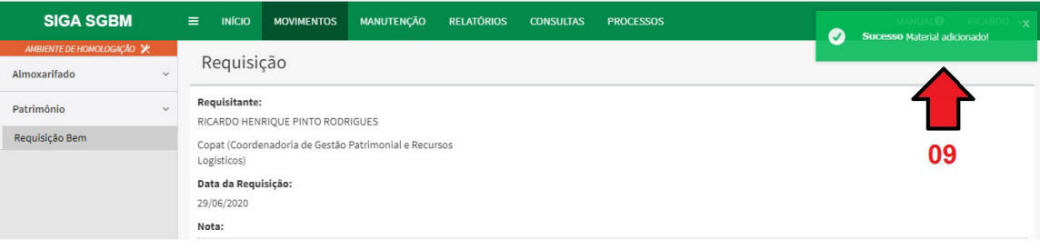 SIGA SGBM
INÍCIO MOVIMENTOS MANUTENÇÃO RELATÓRIOS CONSULTAS PROCESSOS
MANUAL RICARDO
x
Sucesso Material adicionado!
AMBIENTE DE HOMOLOGAÇÃO
Almoxarifado
Patrimônio
Requisição Bem
Requisição
Requisitante:
RICARDO HENRIQUE PINTO RODRIGUES
Copat (Coordenadoria de Gestão Patrimonial e Recursos
Logísticos)
Data da Requisição:
29/06/2020
Nota:
09